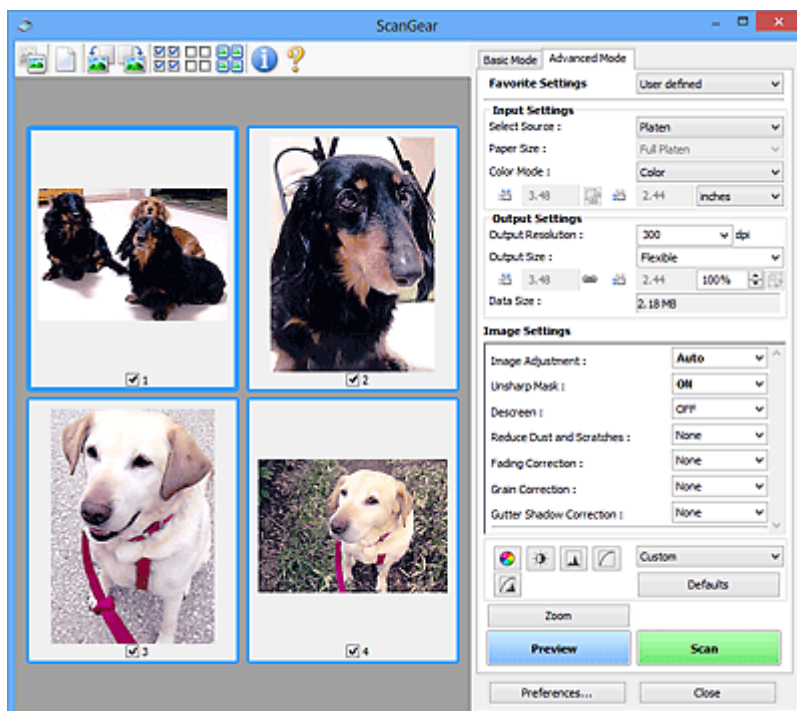 ScanGear
Basic Mode Advanced Mode
Favorite Settings User defined
Input Settings
Select Source : Platen
Paper Size : Full Platen
Color Mode : Color
3.48 2.44 inches
Output Settings
Output Resolution : 300 dpi
Output Size : Flexible
3.48 2.44 100%
Data Size : 2.18 MB
Image Settings
Image Adjustment : Auto
Unsharp Mask : ON
Descreen : OFF
Reduce Dust and Scratches : None
Fading Correction : None
Grain Correction : None
Gutter Shadow Correction : None
Custom
Defaults
Zoom
Preview Scan
Preferences... Close
1 2
3 4